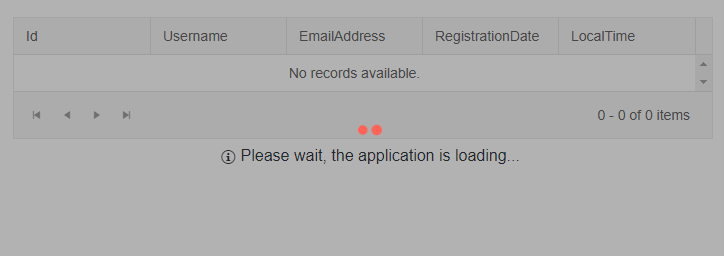 Id Username EmailAddress RegistrationDate LocalTime
No records available.
0 - 0 of 0 items
Please wait, the application is loading...